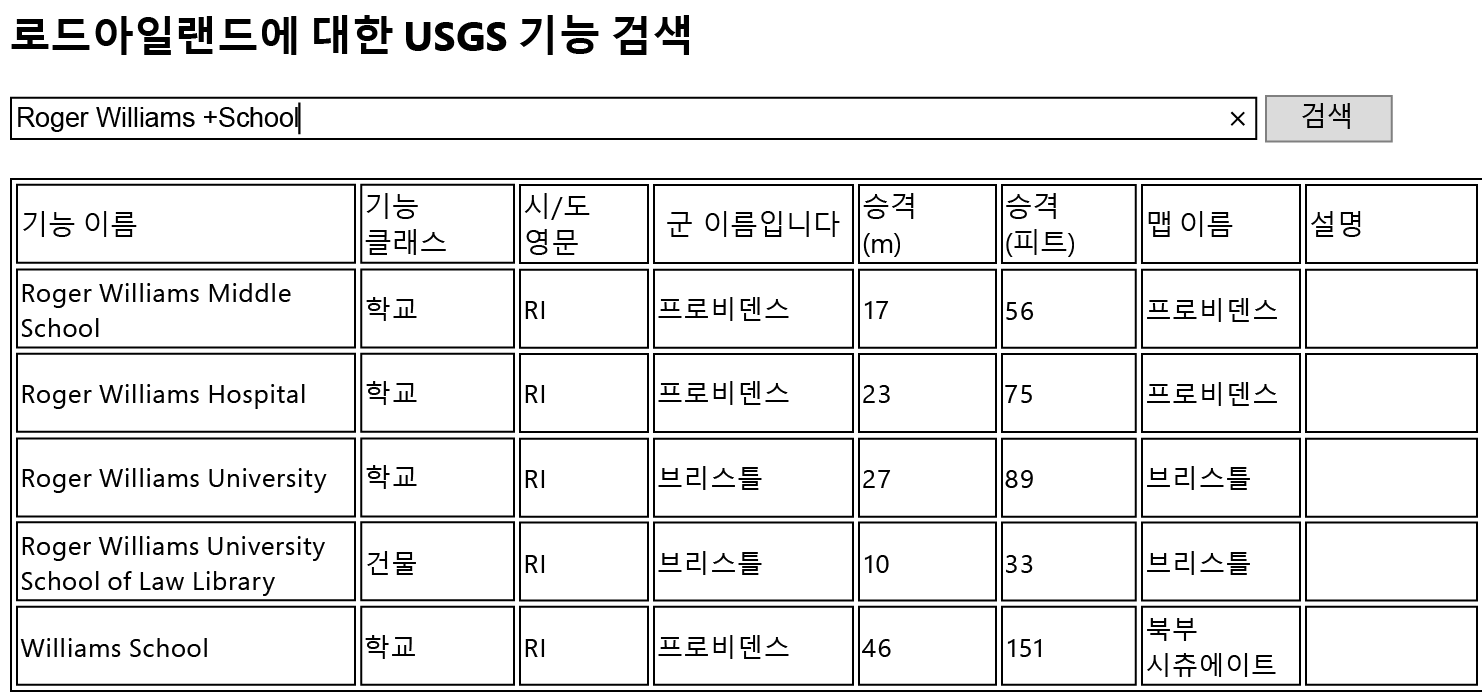 로드아일랜드에 대한 USGS 기능 검색
Roger Williams +School × 검색
기능 이름 기능 클래스 시/도 영문 군 이름입니다 승격 (m) 승격 (피트) 맵 이름 설명
Roger Williams Middle School 학교 RI 프로비덴스 17 56 프로비덴스
Roger Williams Hospital 학교 RI 프로비덴스 23 75 프로비덴스
Roger Williams University 학교 RI 브리스틀 27 89 브리스틀
Roger Williams University School of Law Library 건물 RI 브리스틀 10 33 브리스틀
Williams School 학교 RI 프로비덴스 46 151 북부 시츄에이트